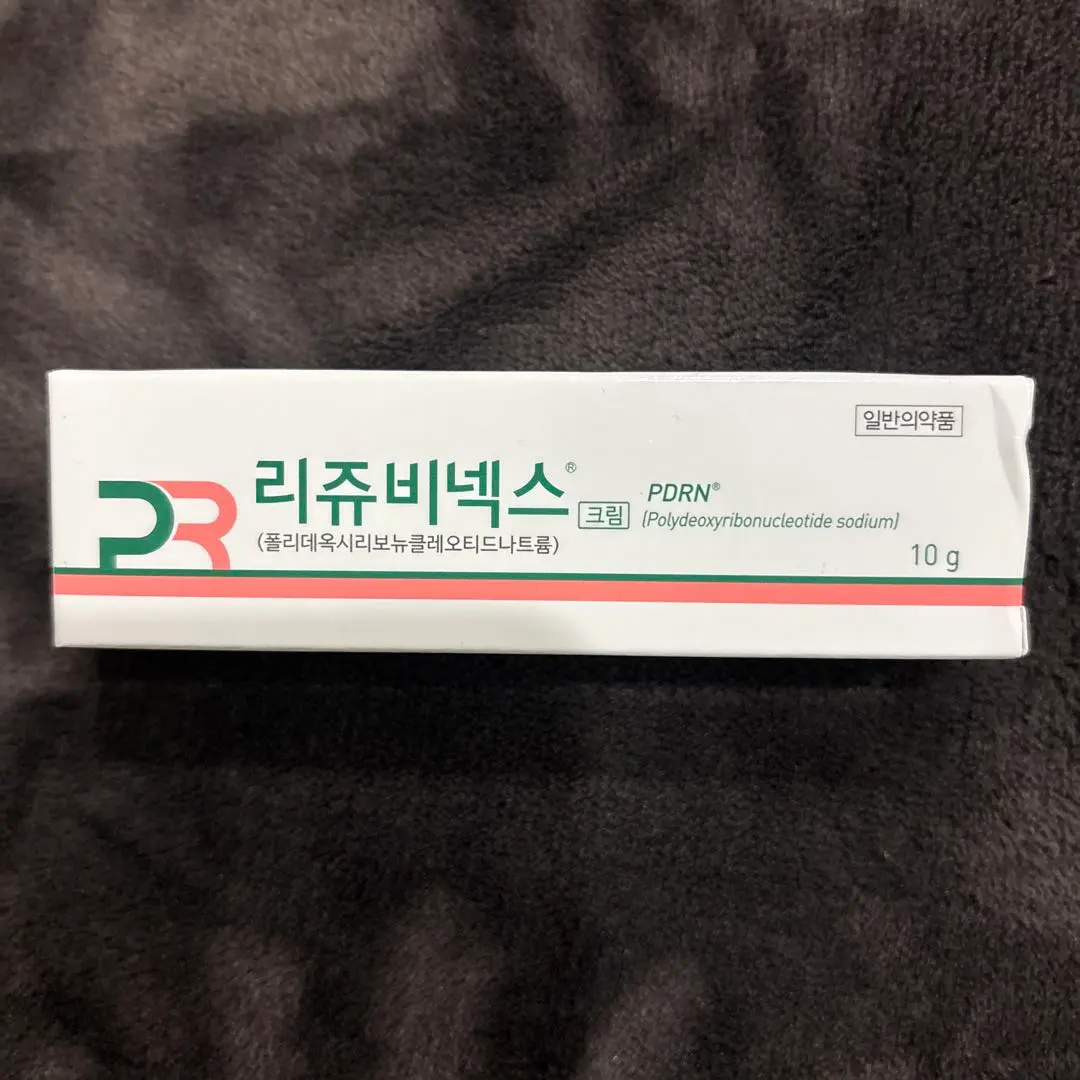 일반의약품
PR
리쥬비넥스®
크림
(폴리데옥시리보뉴클레오티드나트륨)
PDRN®
(Polydeoxyribonucleotide sodium)
10 g